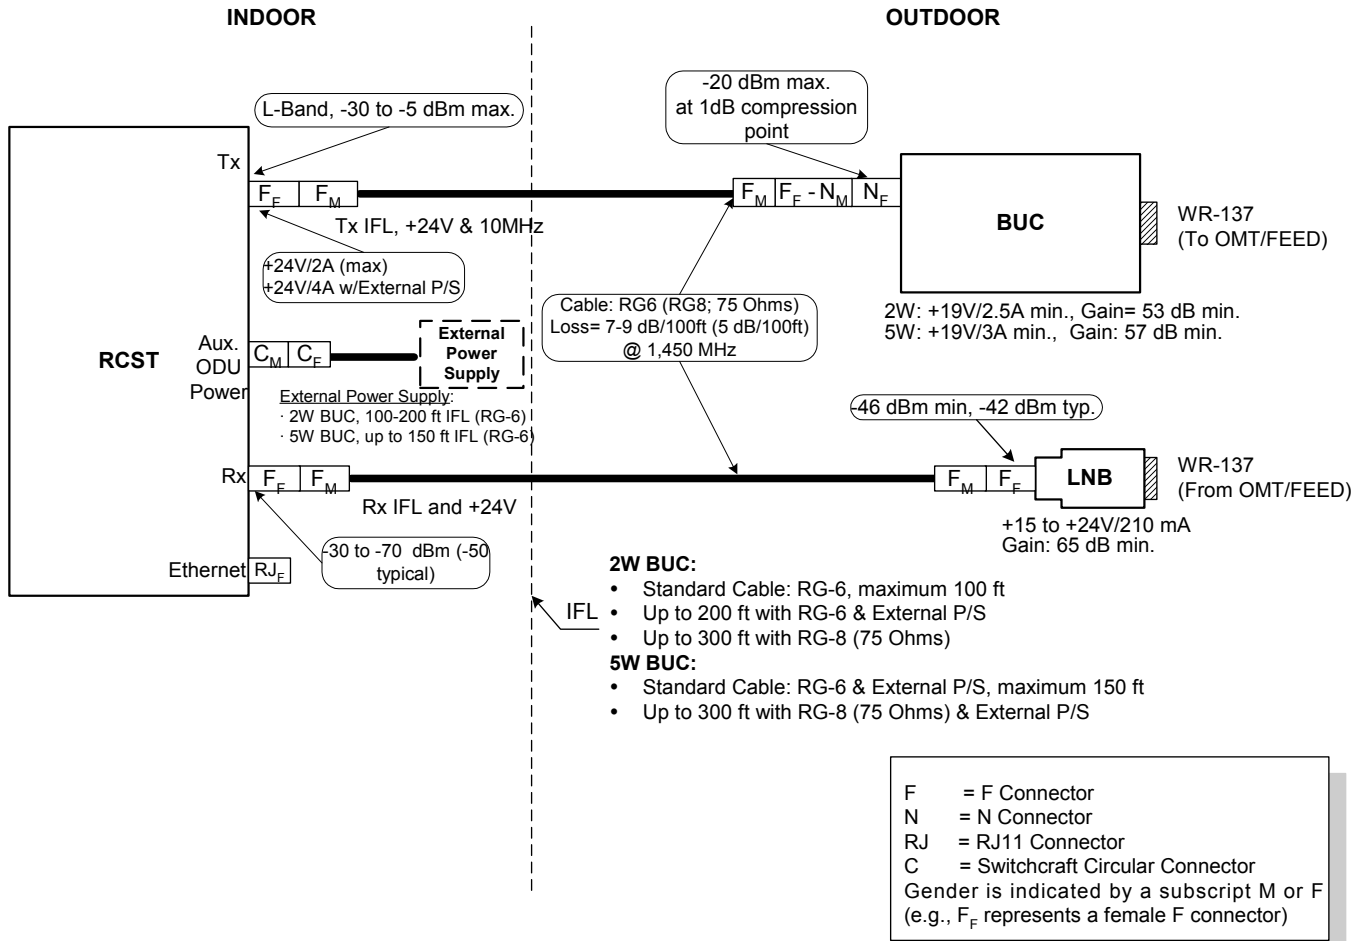 INDOOR
OUTDOOR
L-Band, -30 to -5 dBm max.
-20 dBm max.
at 1dB compression
point
Tx
F_F F_M
F_M F_F - N_M N_F
BUC
WR-137
(To OMT/FEED)
Tx IFL, +24V & 10MHz
+24V/2A (max)
+24V/4A w/External P/S
2W: +19V/2.5A min., Gain= 53 dB min.
5W: +19V/3A min., Gain: 57 dB min.
Cable: RG6 (RG8; 75 Ohms)
Loss= 7-9 dB/100ft (5 dB/100ft)
@ 1,450 MHz
RCST
Aux.
ODU
Power
C_M C_F
External
Power
Supply
External Power Supply:
· 2W BUC, 100-200 ft IFL (RG-6)
· 5W BUC, up to 150 ft IFL (RG-6)
-46 dBm min, -42 dBm typ.
Rx
F_F F_M
F_M F_F
LNB
WR-137
(From OMT/FEED)
Rx IFL and +24V
+15 to +24V/210 mA
Gain: 65 dB min.
-30 to -70 dBm (-50
typical)
Ethernet RJ_F
IFL
2W BUC:
• Standard Cable: RG-6, maximum 100 ft
• Up to 200 ft with RG-6 & External P/S
• Up to 300 ft with RG-8 (75 Ohms)
5W BUC:
• Standard Cable: RG-6 & External P/S, maximum 150 ft
• Up to 300 ft with RG-8 (75 Ohms) & External P/S
F = F Connector
N = N Connector
RJ = RJ11 Connector
C = Switchcraft Circular Connector
Gender is indicated by a subscript M or F
(e.g., F_F represents a female F connector)